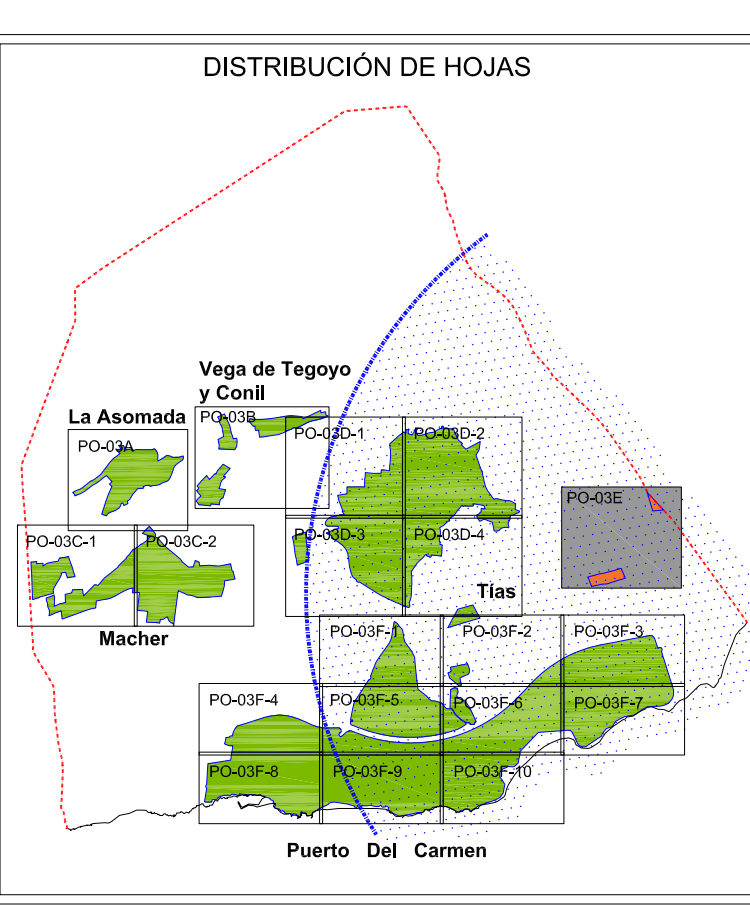 DISTRIBUCIÓN DE HOJAS
Vega de Tegoyo
y Conil
La Asomada
PO-03B
PO-03A
PO-03D-1
PO-03D-2
PO-03E
PO-03C-1
PO-03C-2
PO-03D-3
PO-03D-4
Tías
Macher
PO-03F-1
PO-03F-2
PO-03F-3
PO-03F-4
PO-03F-5
PO-03F-6
PO-03F-7
PO-03F-8
PO-03F-9
PO-03F-10
Puerto Del Carmen